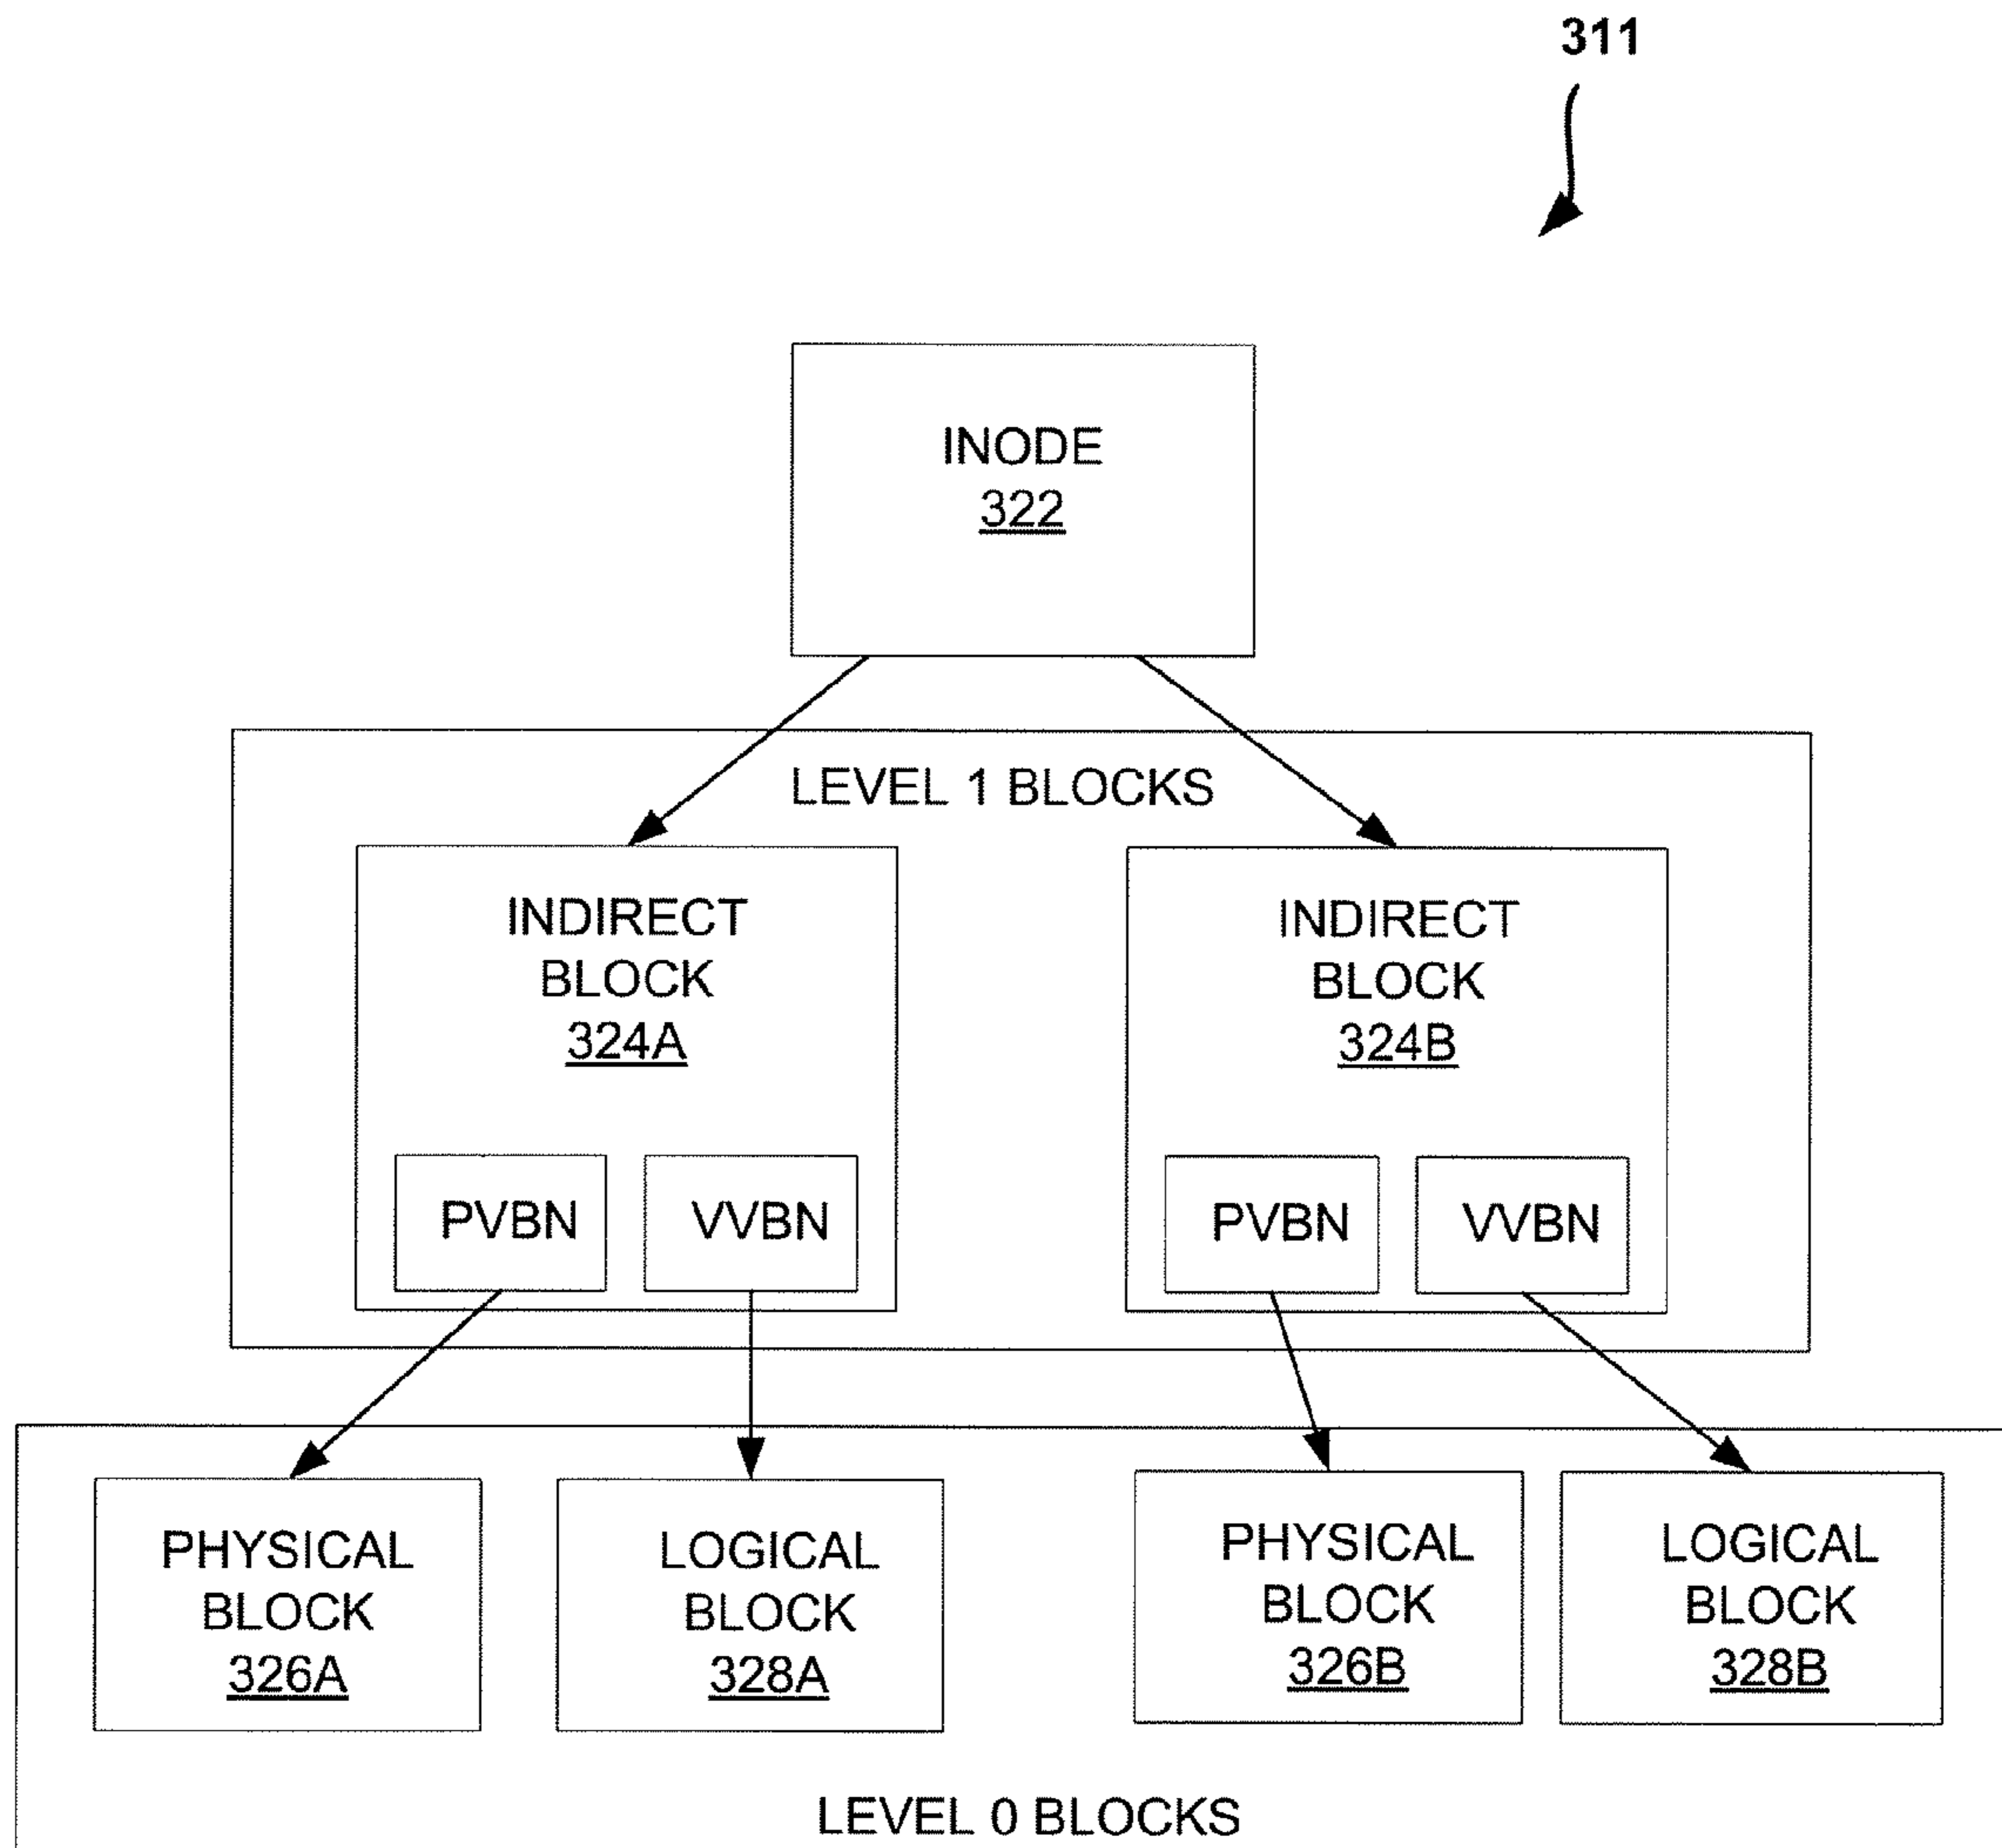 311
INODE
322
LEVEL 1 BLOCKS
INDIRECT
BLOCK
324A
PVBN
VVBN
INDIRECT
BLOCK
324B
PVBN
VVBN
PHYSICAL
BLOCK
326A
LOGICAL
BLOCK
328A
PHYSICAL
BLOCK
326B
LOGICAL
BLOCK
328B
LEVEL 0 BLOCKS